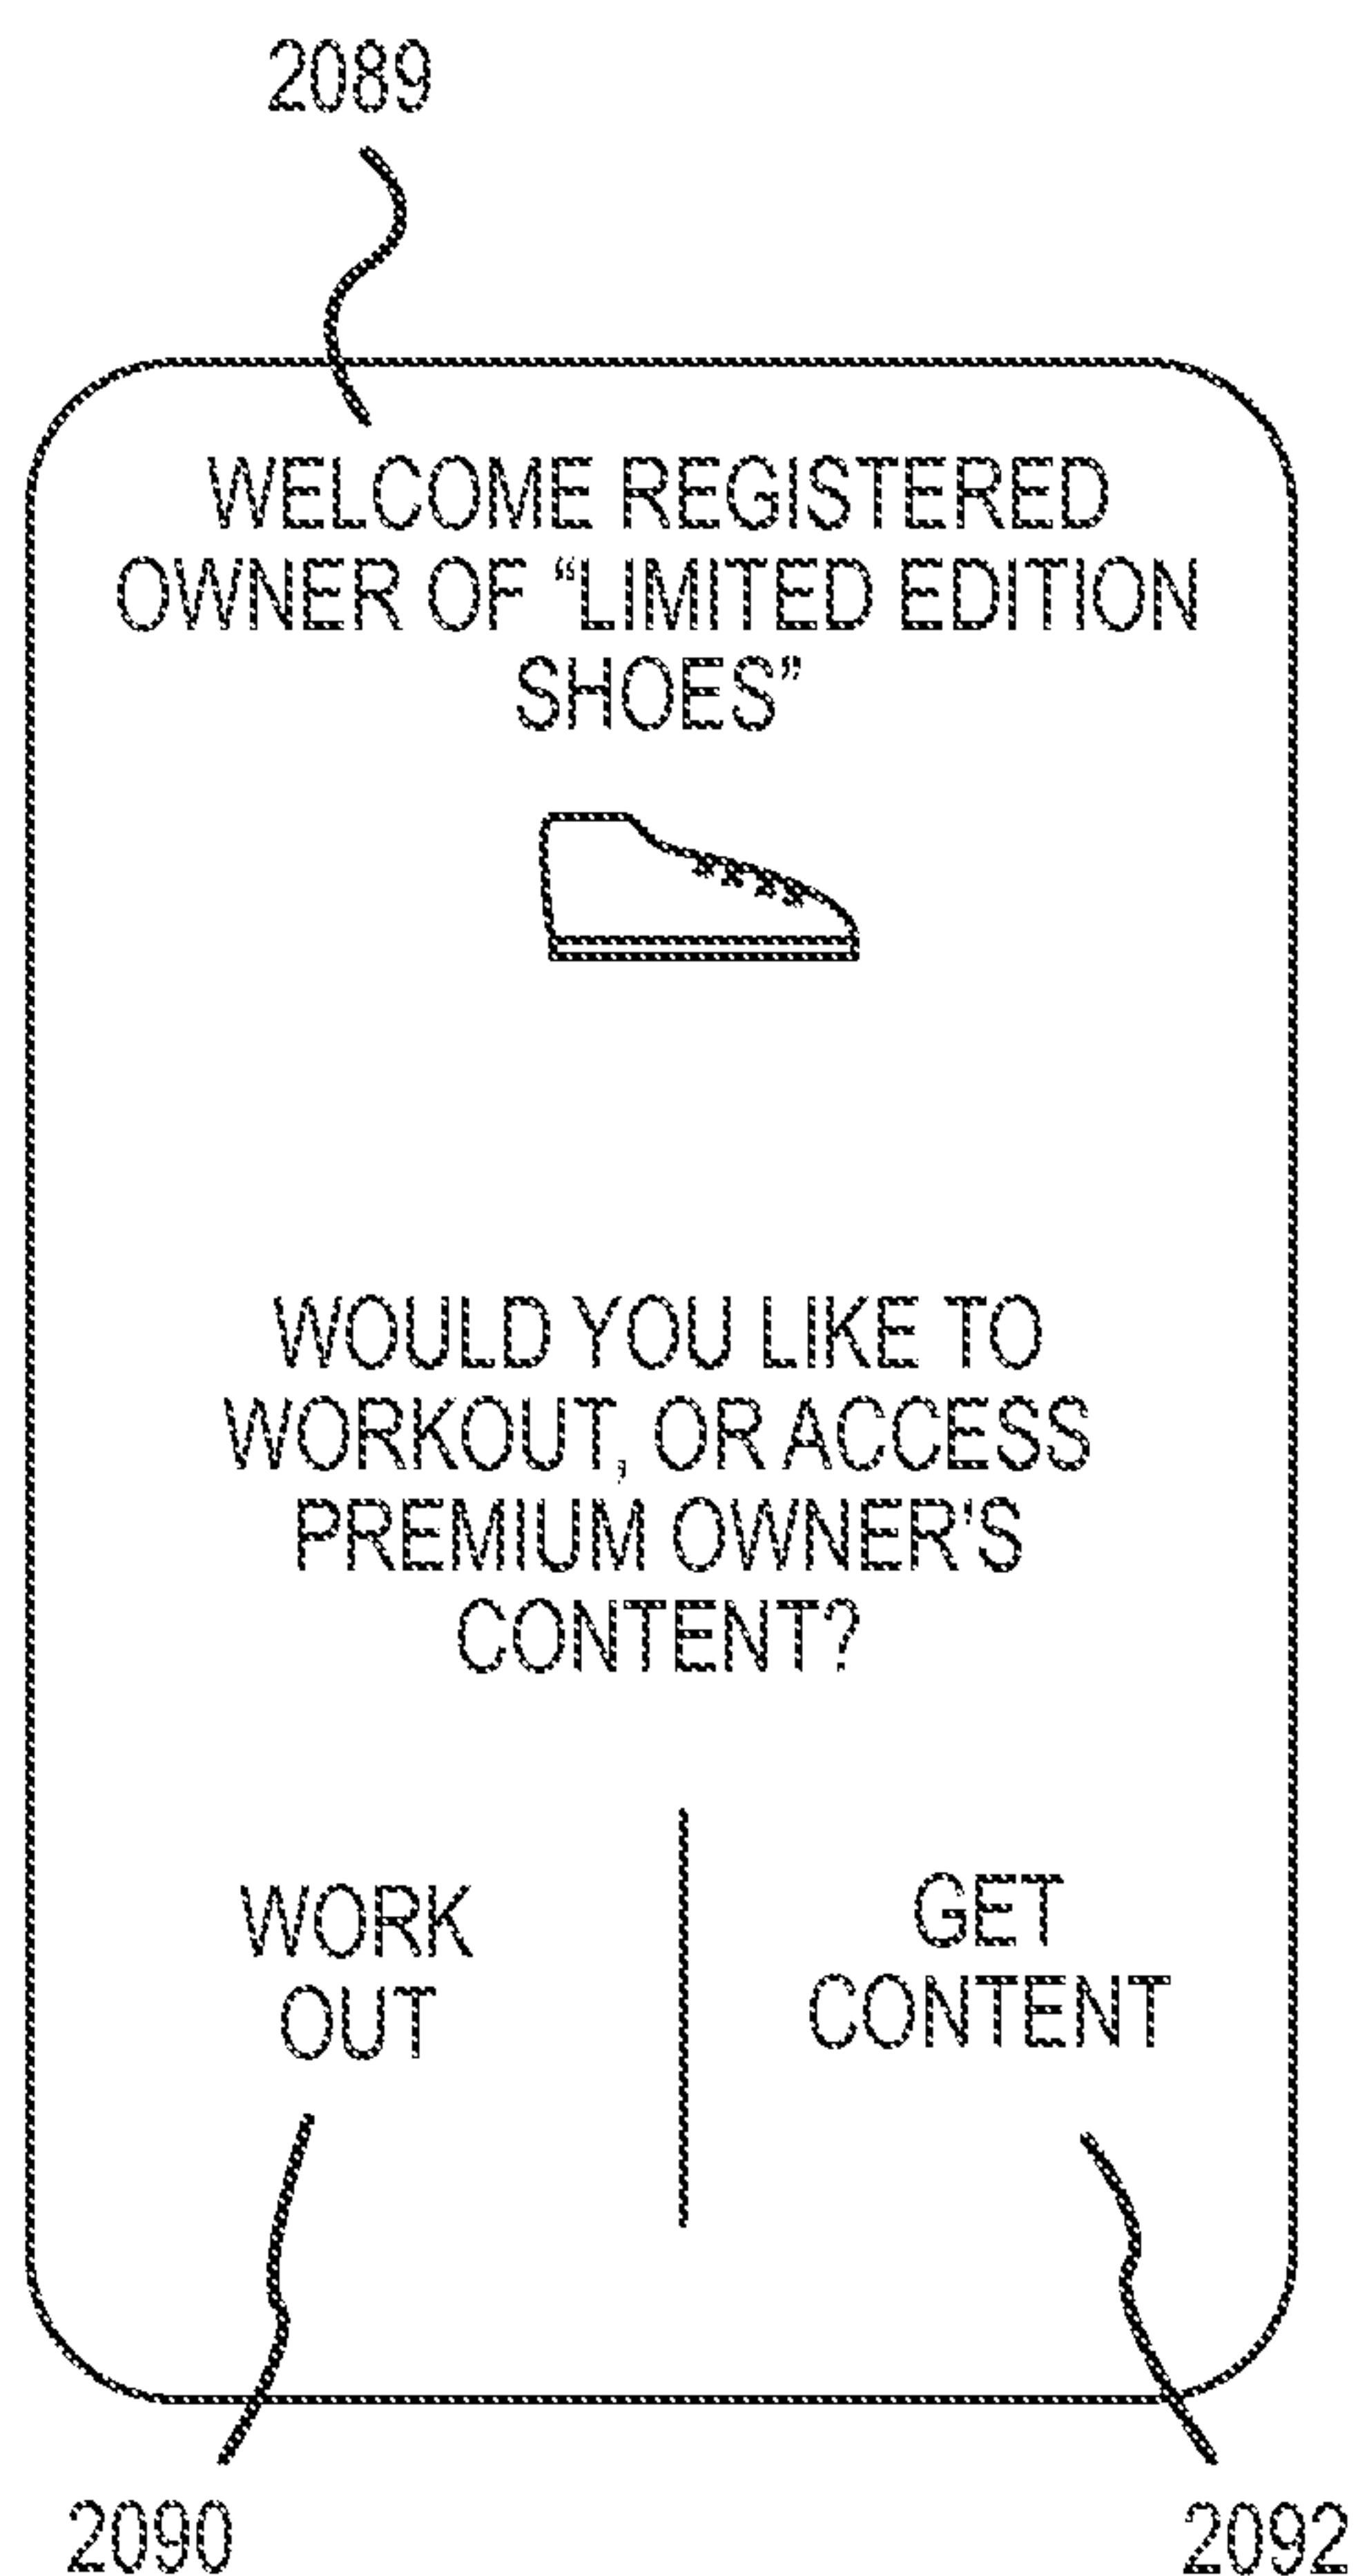 2089
WELCOME REGISTERED
OWNER OF “LIMITED EDITION
SHOES”
WOULD YOU LIKE TO
WORKOUT, OR ACCESS
PREMIUM OWNER'S
CONTENT?
WORK
OUT
GET
CONTENT
2090
2092